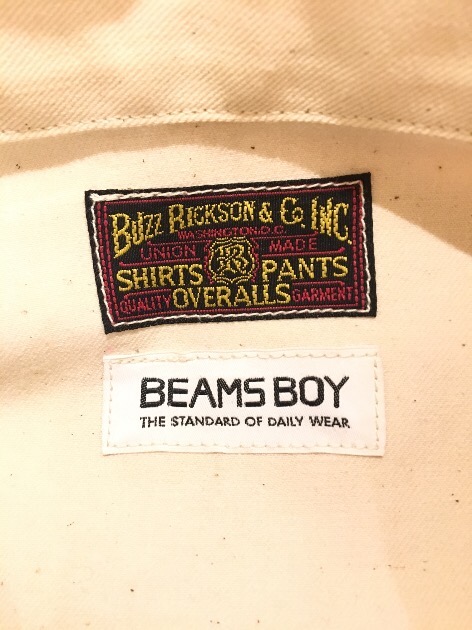 BUZZ RICKSON & Co. INC.
WASHINGTON·D.C.
UNION BR MADE
SHIRTS PANTS
QUALITY OVERALLS GARMENT
BEAMS BOY
THE STANDARD OF DAILY WEAR